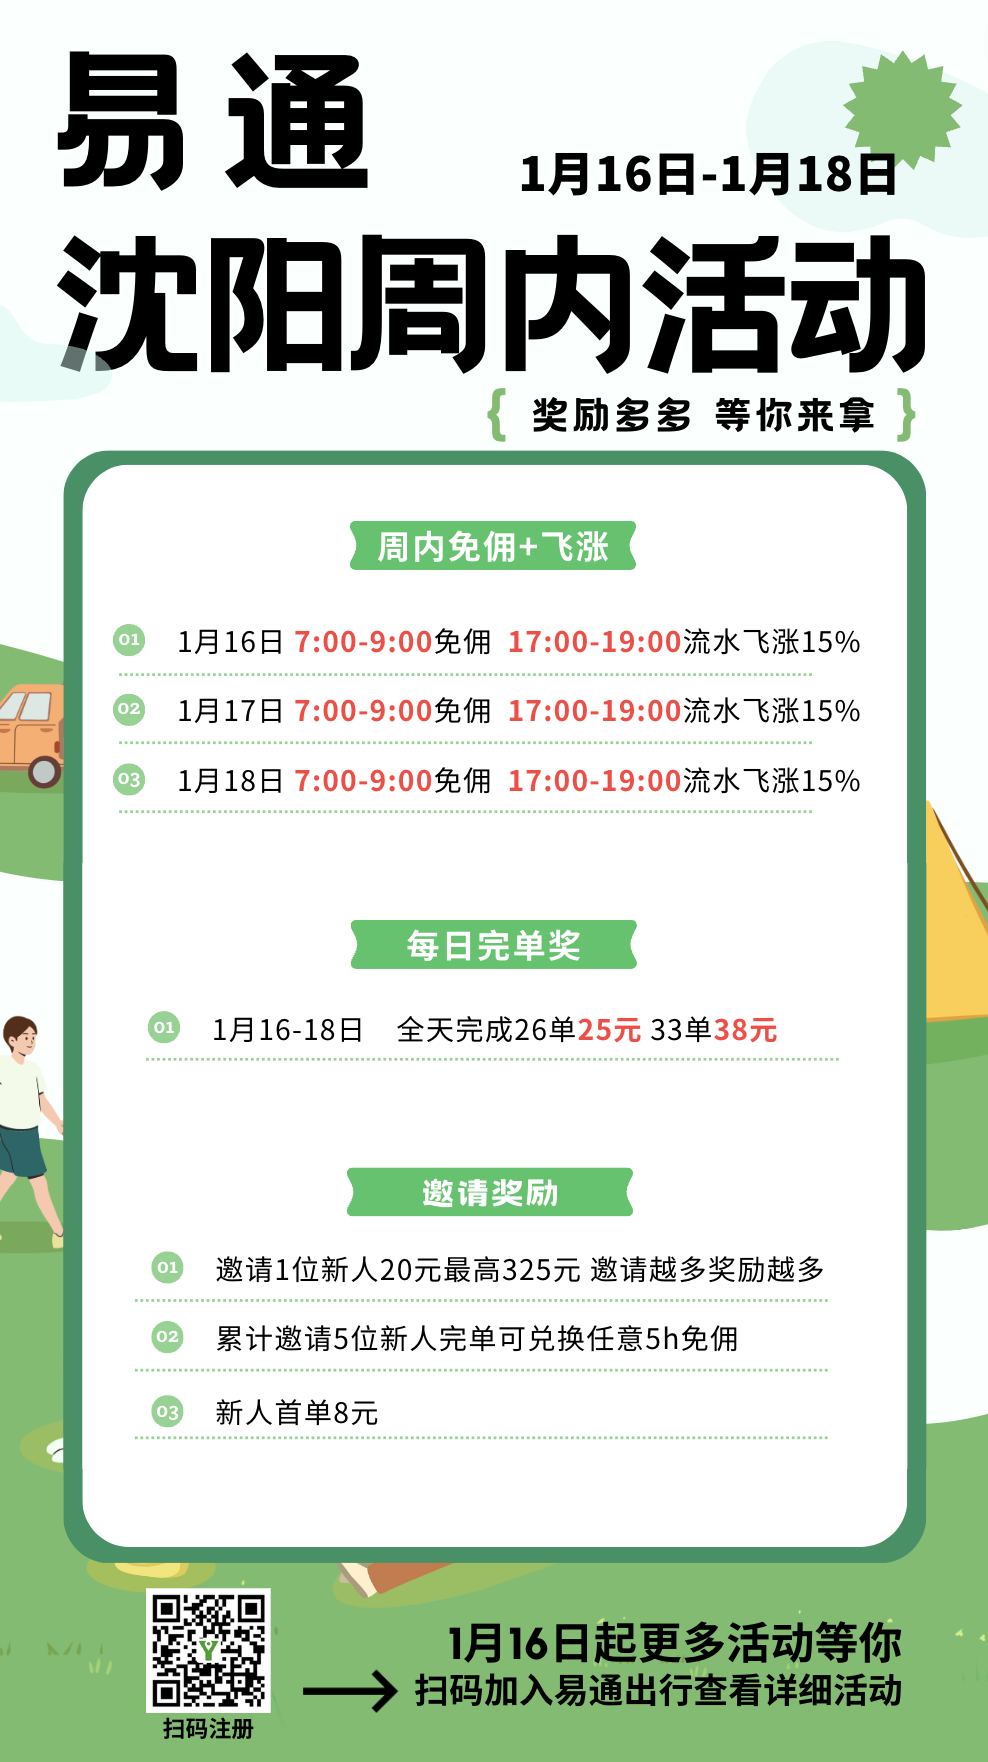 易通
1月16日-1月18日
沈阳周内活动
{ 奖励多多 等你来拿 }
周内免佣+飞涨
01 1月16日 7:00-9:00免佣 17:00-19:00流水飞涨15%
02 1月17日 7:00-9:00免佣 17:00-19:00流水飞涨15%
03 1月18日 7:00-9:00免佣 17:00-19:00流水飞涨15%
每日完单奖
01 1月16-18日 全天完成26单25元 33单38元
邀请奖励
01 邀请1位新人20元最高325元 邀请越多奖励越多
02 累计邀请5位新人完单可兑换任意5h免佣
03 新人首单8元
Y
扫码注册
1月16日起更多活动等你
扫码加入易通出行查看详细活动